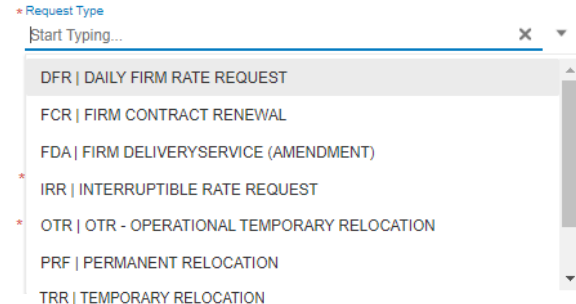 * Request Type
Start Typing...
DFR | DAILY FIRM RATE REQUEST
FCR | FIRM CONTRACT RENEWAL
FDA | FIRM DELIVERYSERVICE (AMENDMENT)
*
IRR | INTERRUPTIBLE RATE REQUEST
* OTR | OTR - OPERATIONAL TEMPORARY RELOCATION
PRF | PERMANENT RELOCATION
TRR | TEMPORARY RELOCATION